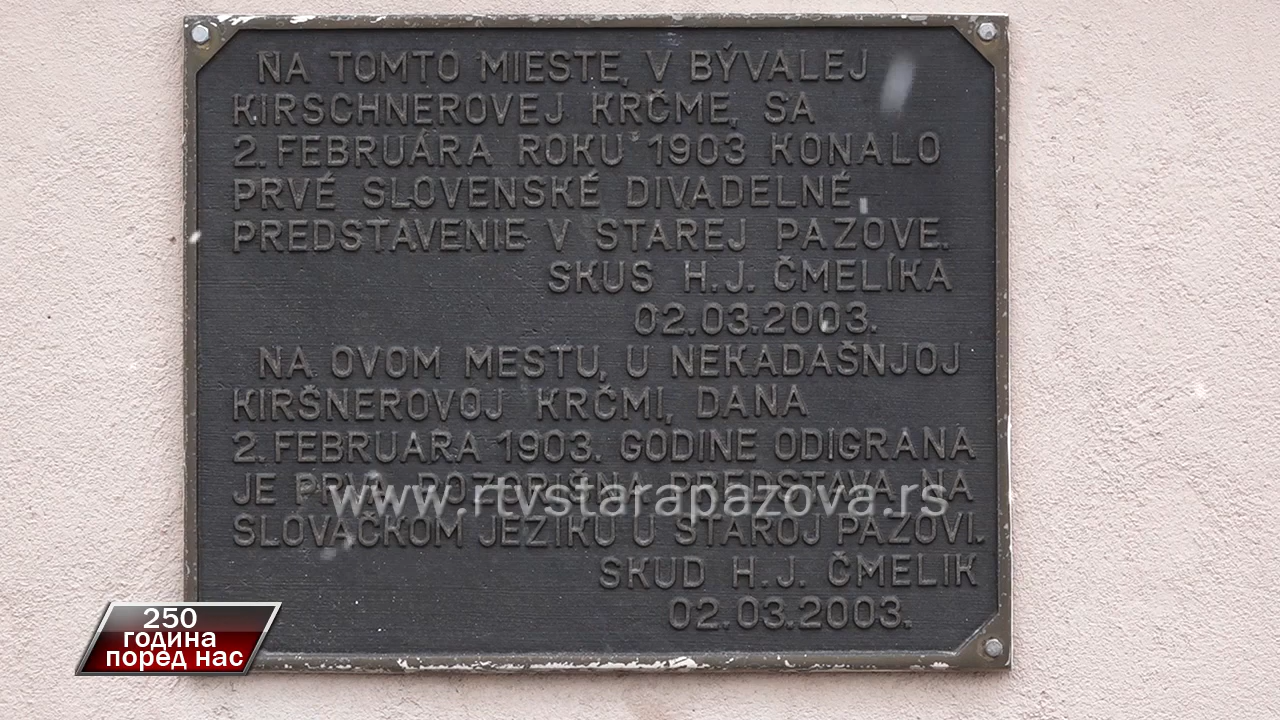 NA TOMTO MIESTE, V BÝVALEJ
KIRSCHNEROVEJ KRČME, SA
2. FEBRUÁRA ROKU 1903 KONALO
PRVÉ SLOVENSKÉ DIVADELNÉ
PREDSTAVENIE V STAREJ PAZOVE.
SKUS H.J. ČMELÍKA
02.03.2003.
NA OVOM MESTU, U NEKADAŠNJOJ
KIRŠNEROVOJ KRČMI, DANA
2. FEBRUARA 1903. GODINE ODIGRANA
JE PRVA POZORIŠNA PREDSTAVA NA
www.rtvstarapazova.rs
SLOVAČKOM JEZIKU U STAROJ PAZOVI.
SKUD H.J. ČMELIK
02.03.2003.
250
година
поред нас